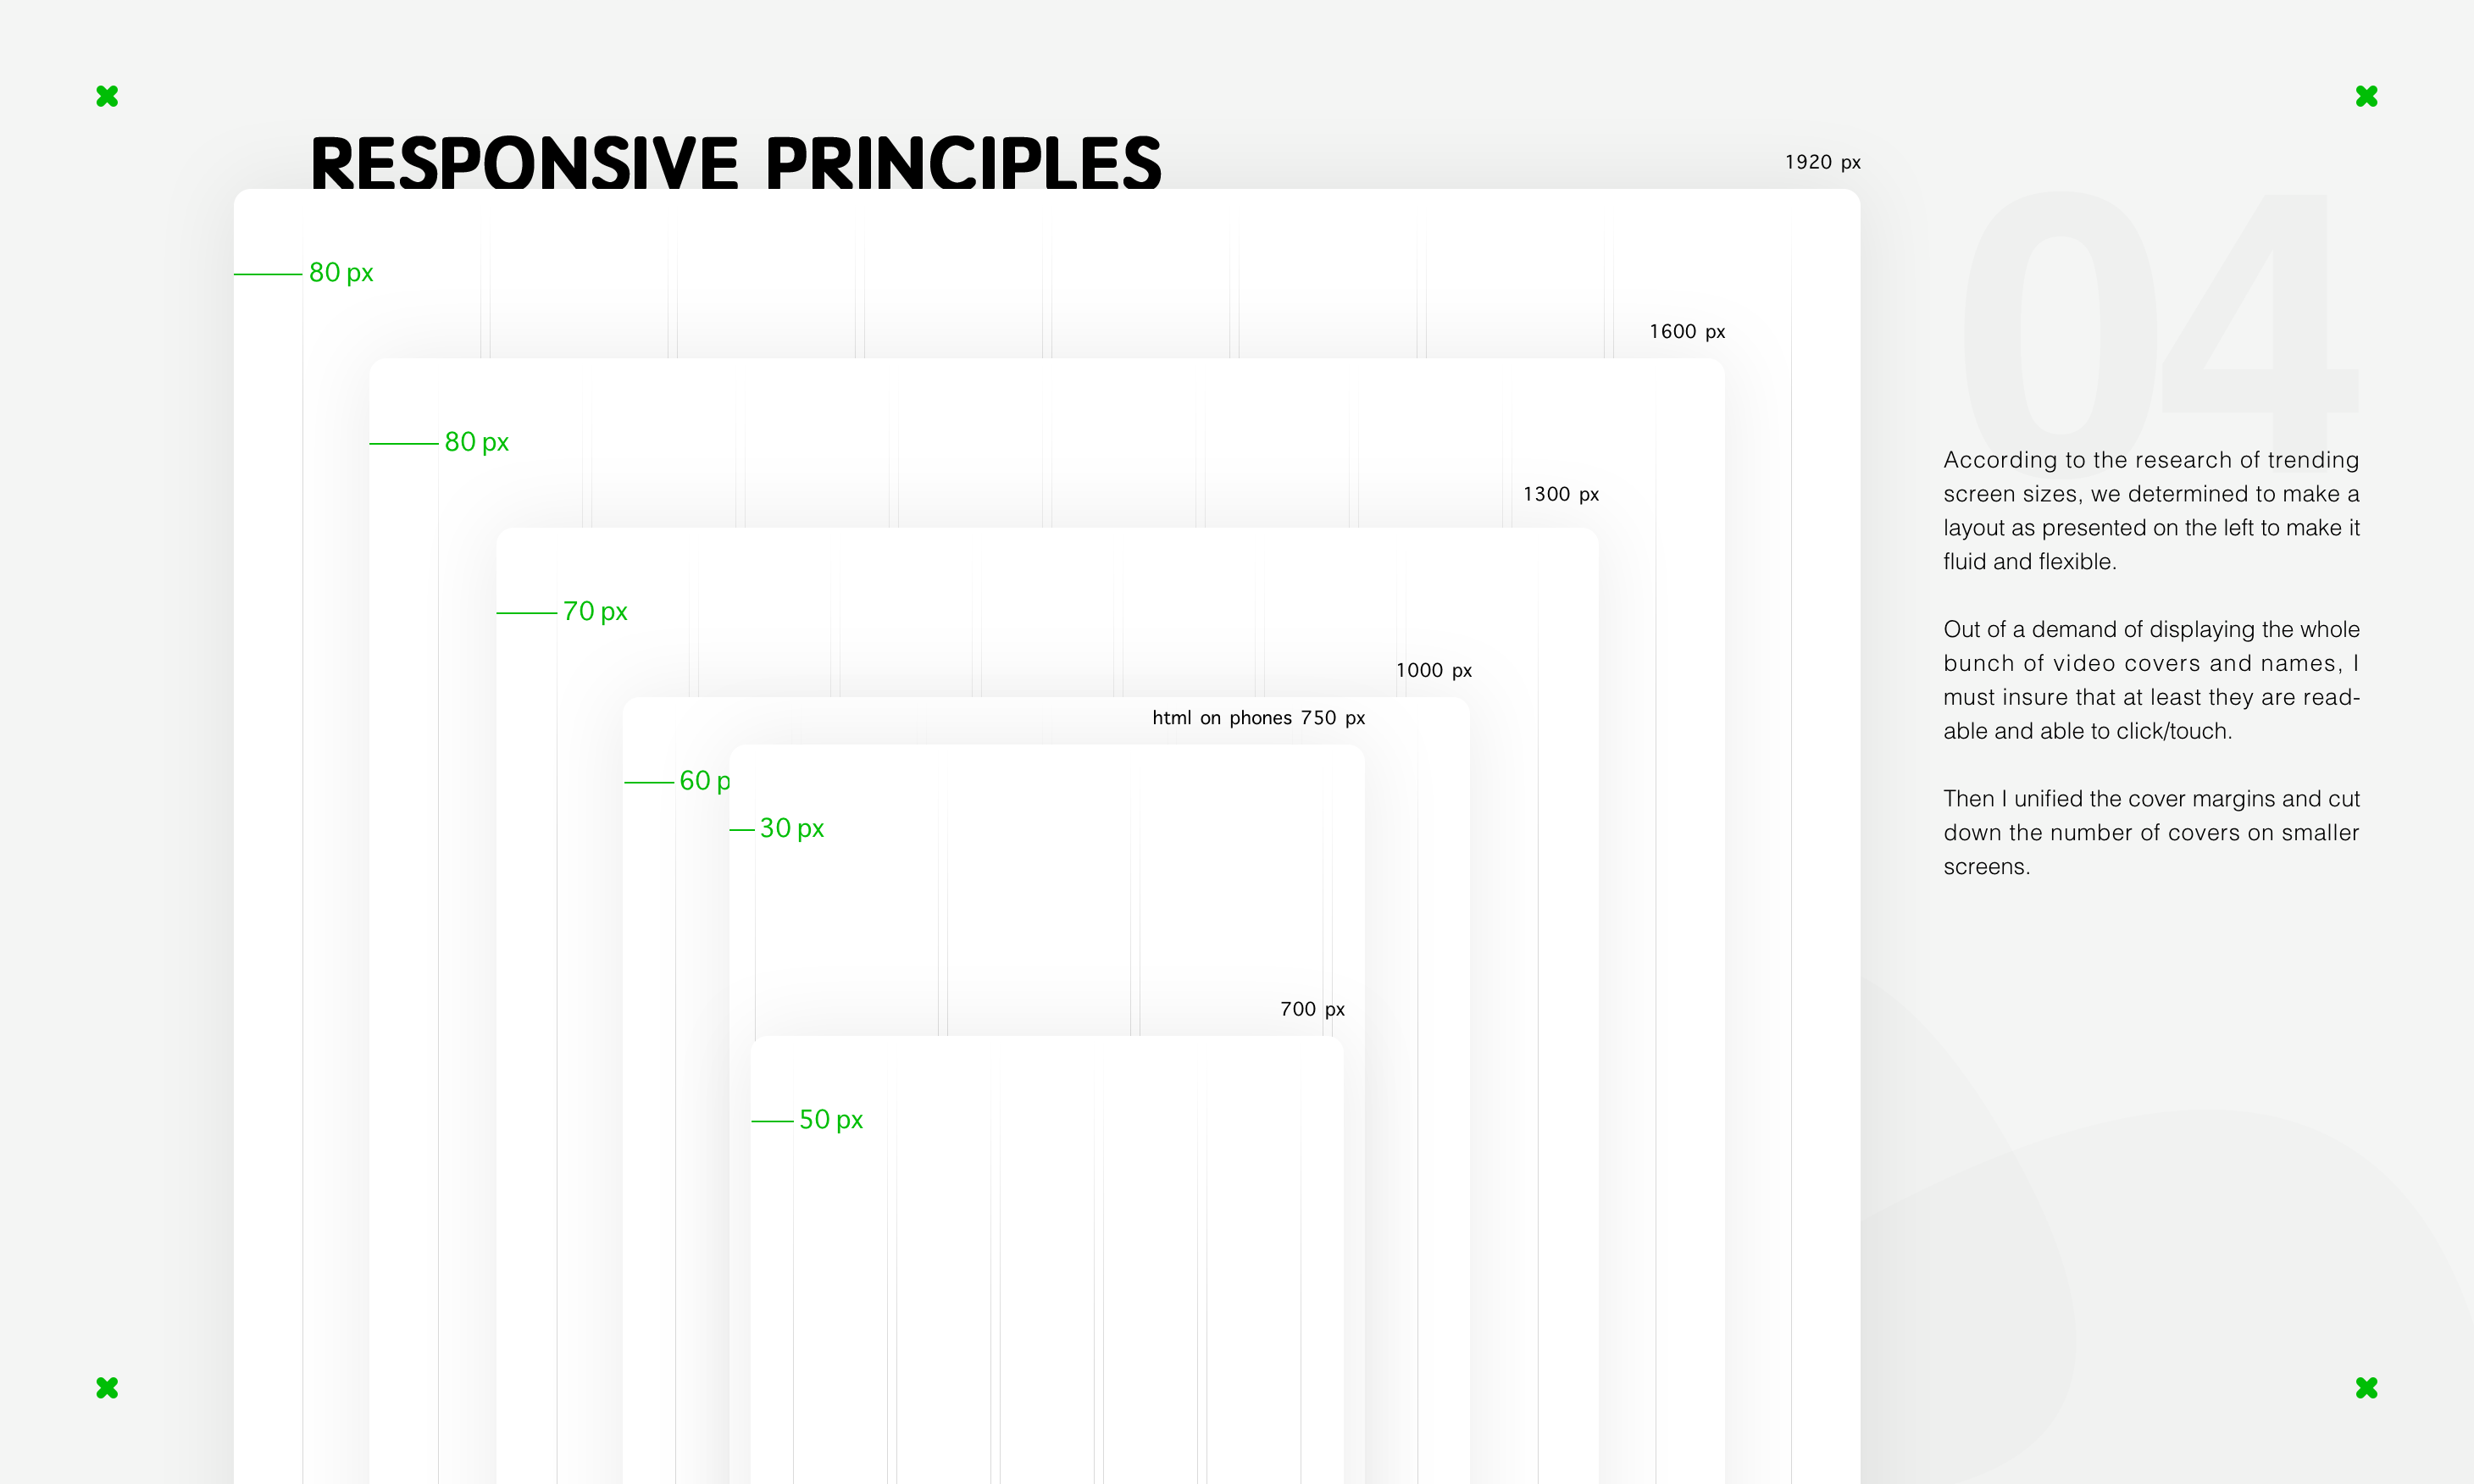 RESPONSIVE PRINCIPLES
1920 px
04
80 px
1600 px
80 px
1300 px
70 px
1000 px
html on phones 750 px
60 p
30 px
700 px
50 px
According to the research of trending
screen sizes, we determined to make a
layout as presented on the left to make it
fluid and flexible.
Out of a demand of displaying the whole
bunch of video covers and names, I
must insure that at least they are read-
able and able to click/touch.
Then I unified the cover margins and cut
down the number of covers on smaller
screens.